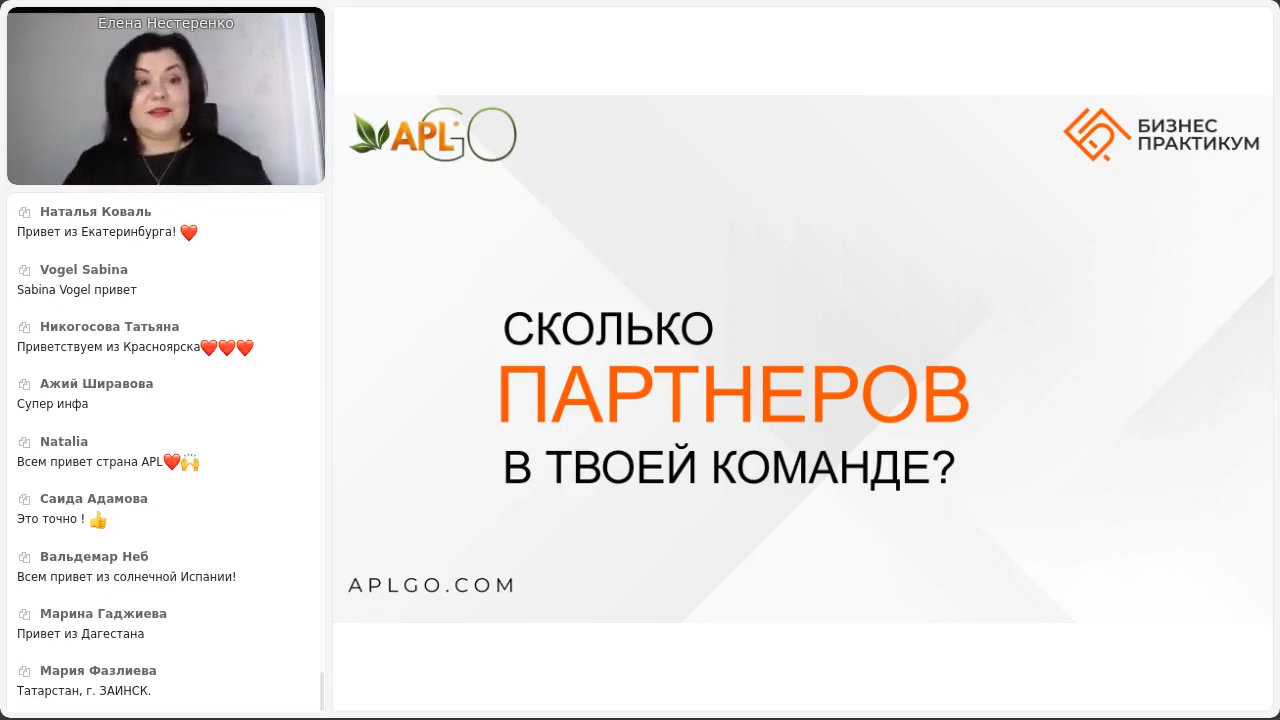 Елена Нестеренко
Наталья Коваль
Привет из Екатеринбурга! ❤️
Vogel Sabina
Sabina Vogel привет
Никогосова Татьяна
Приветствуем из Красноярска❤️❤️❤️
Ажий Ширавова
Супер инфа
Natalia
Всем привет страна APL❤️🙌
Саида Адамова
Это точно ! 👍
Вальдемар Неб
Всем привет из солнечной Испании!
Марина Гаджиева
Привет из Дагестана
Мария Фазлиева
Татарстан, г. ЗАИНСК.
APLGO
БИЗНЕС
ПРАКТИКУМ
СКОЛЬКО
ПАРТНЕРОВ
В ТВОЕЙ КОМАНДЕ?
APLGO.COM